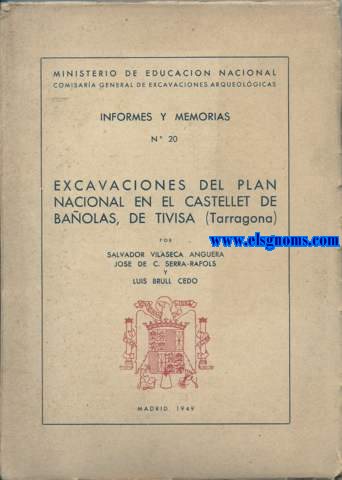 MINISTERIO DE EDUCACION NACIONAL
COMISARÍA GENERAL DE EXCAVACIONES ARQUEOLÓGICAS
INFORMES Y MEMORIAS
N° 20
EXCAVACIONES DEL PLAN
NACIONAL EN EL CASTELLET DE
BAÑOLAS, DE TIVISA (Tarragona)
www.elsgnoms.com
POR
SALVADOR VILASECA ANGUERA
JOSE DE C. SERRA-RAFOLS
Y
LUIS BRULL CEDO
MADRID, 1949